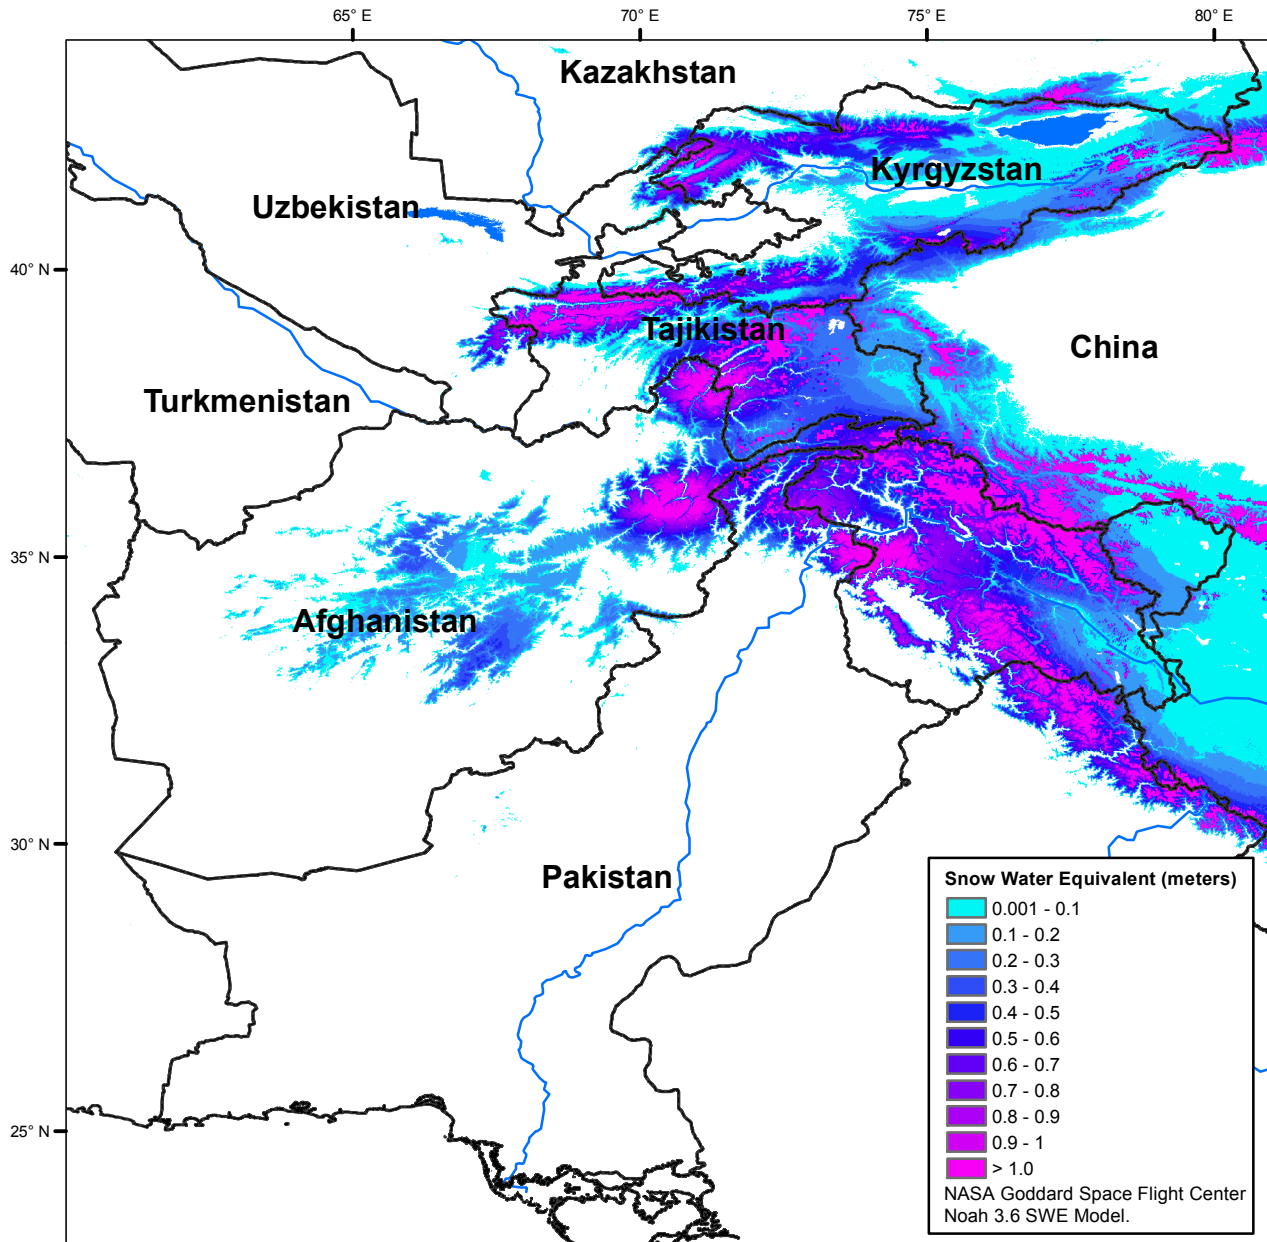 65° E
70° E
75° E
80° E
Kazakhstan
Kyrgyzstan
Uzbekistan
40° N
Tajikistan
China
Turkmenistan
35° N
Afghanistan
30° N
Pakistan
25° N
Snow Water Equivalent (meters)
0.001 - 0.1
0.1 - 0.2
0.2 - 0.3
0.3 - 0.4
0.4 - 0.5
0.5 - 0.6
0.6 - 0.7
0.7 - 0.8
0.8 - 0.9
0.9 - 1
> 1.0
NASA Goddard Space Flight Center
Noah 3.6 SWE Model.